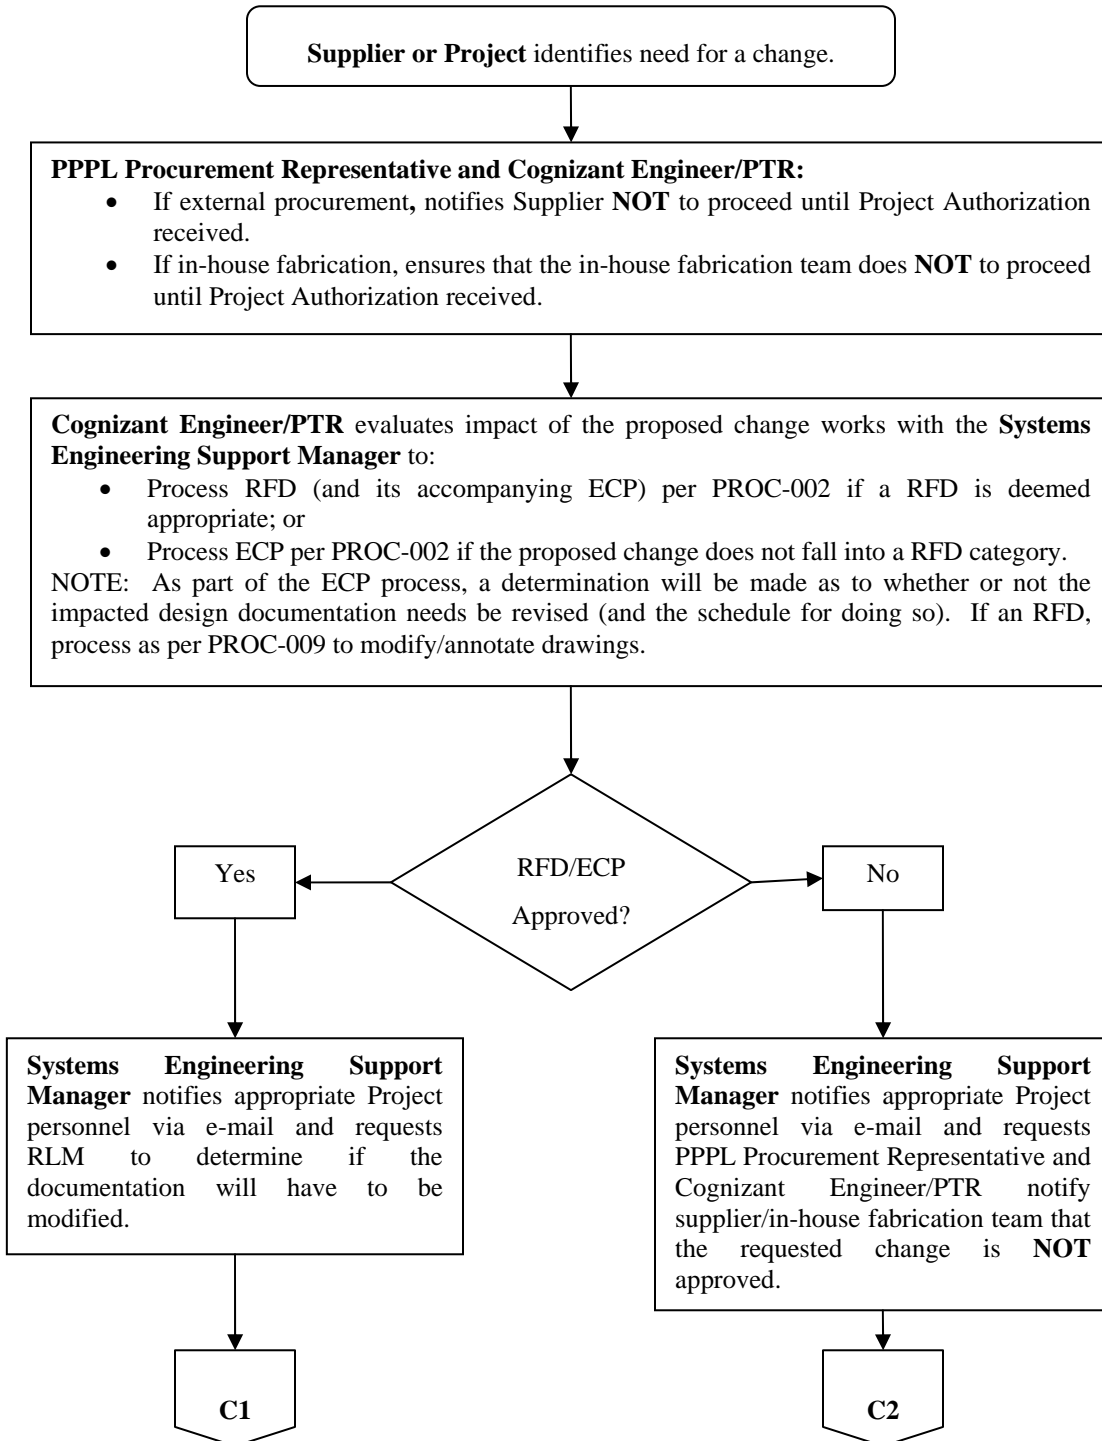 Supplier or Project identifies need for a change.
PPPL Procurement Representative and Cognizant Engineer/PTR:
• If external procurement, notifies Supplier NOT to proceed until Project Authorization
received.
• If in-house fabrication, ensures that the in-house fabrication team does NOT to proceed
until Project Authorization received.
Cognizant Engineer/PTR evaluates impact of the proposed change works with the Systems
Engineering Support Manager to:
• Process RFD (and its accompanying ECP) per PROC-002 if a RFD is deemed
appropriate; or
• Process ECP per PROC-002 if the proposed change does not fall into a RFD category.
NOTE: As part of the ECP process, a determination will be made as to whether or not the
impacted design documentation needs be revised (and the schedule for doing so). If an RFD,
process as per PROC-009 to modify/annotate drawings.
RFD/ECP
Approved?
Yes
No
Systems Engineering Support
Manager notifies appropriate Project
personnel via e-mail and requests
RLM to determine if the
documentation will have to be
modified.
Systems Engineering Support
Manager notifies appropriate Project
personnel via e-mail and requests
PPPL Procurement Representative and
Cognizant Engineer/PTR notify
supplier/in-house fabrication team that
the requested change is NOT
approved.
C1
C2